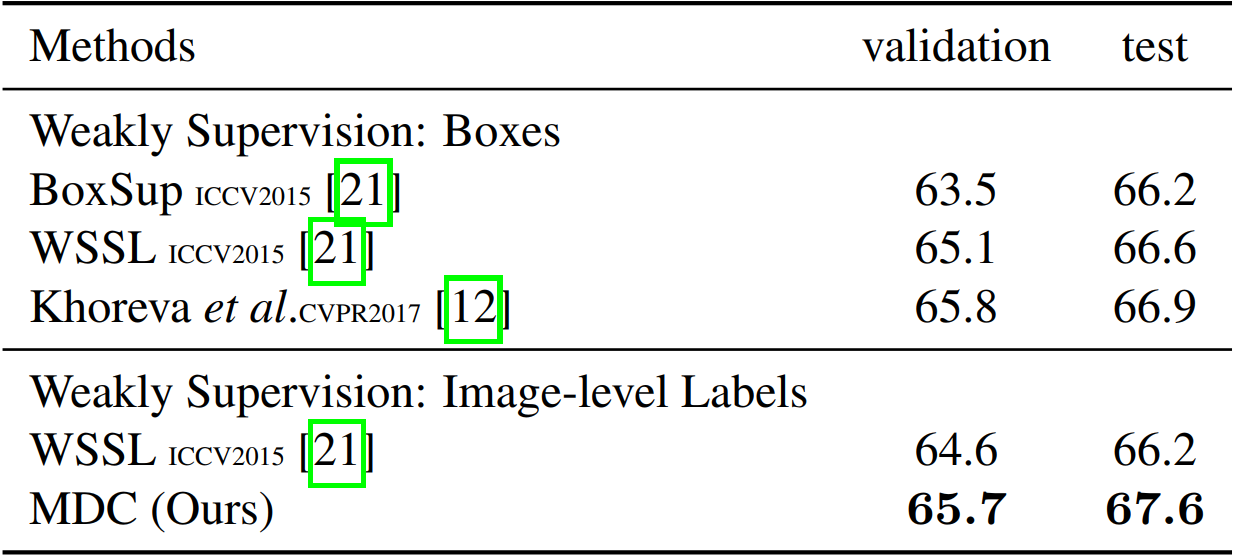 Methods validation test
Weakly Supervision: Boxes
BoxSup ICCV2015 [21] 63.5 66.2
WSSL ICCV2015 [21] 65.1 66.6
Khoreva et al.CVPR2017 [12] 65.8 66.9
Weakly Supervision: Image-level Labels
WSSL ICCV2015 [21] 64.6 66.2
MDC (Ours) 65.7 67.6